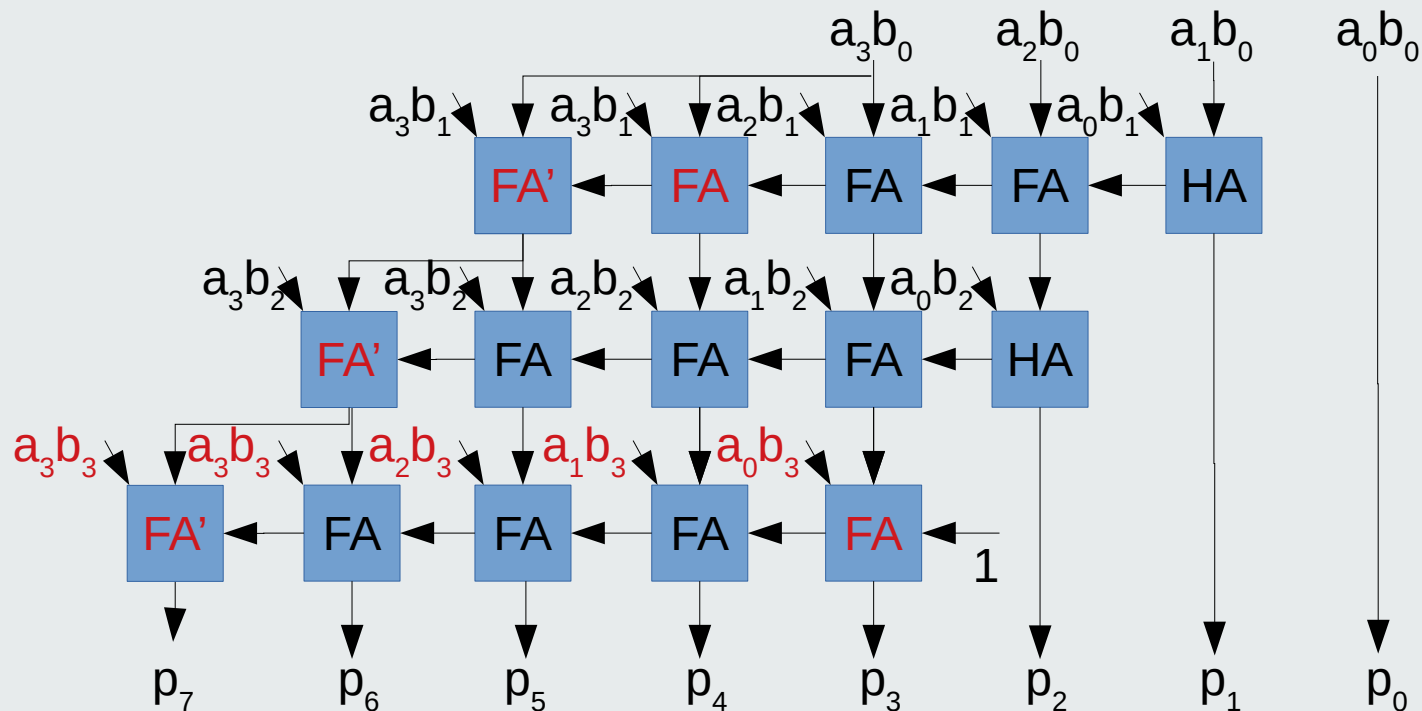 a₃b₀ a₂b₀ a₁b₀ a₀b₀
a₃b₁ a₃b₁ a₂b₁ a₁b₁ a₀b₁
FA’ FA FA FA HA
a₃b₂ a₃b₂ a₂b₂ a₁b₂ a₀b₂
FA’ FA FA FA HA
a₃b₃ a₃b₃ a₂b₃ a₁b₃ a₀b₃
FA’ FA FA FA FA
1
p₇ p₆ p₅ p₄ p₃ p₂ p₁ p₀